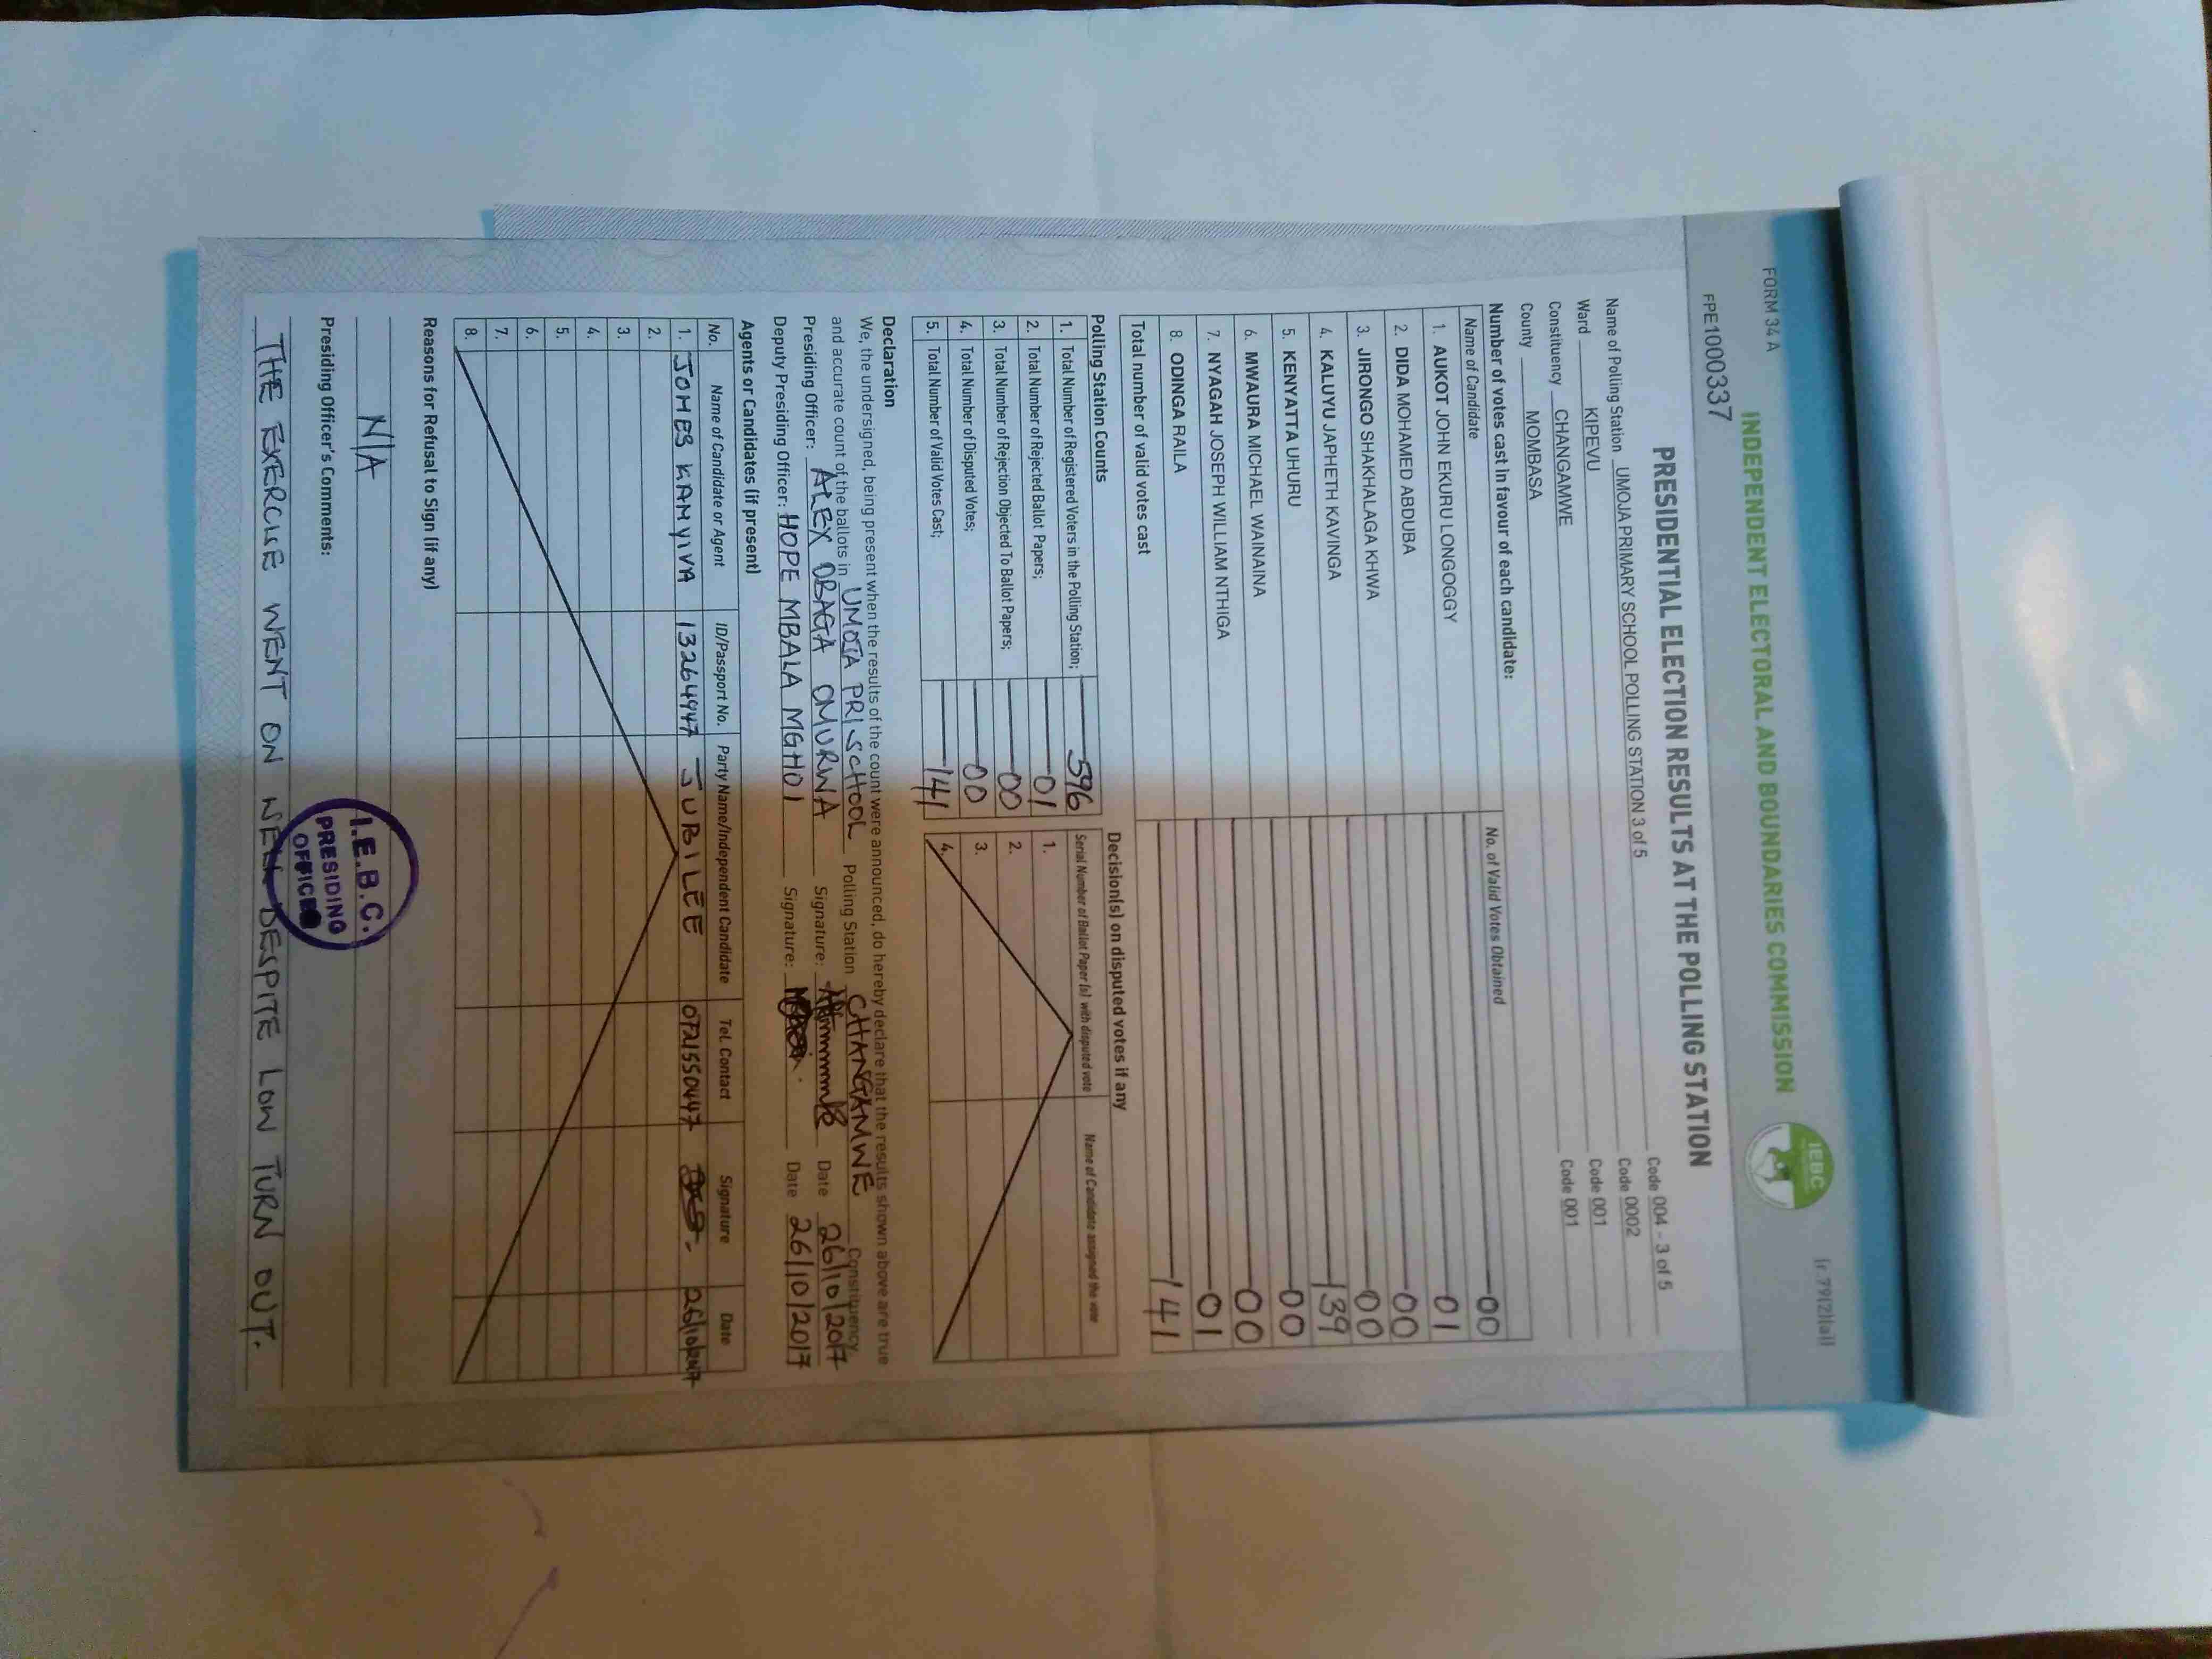 FORM 34 A
(r.79(2)(a))
INDEPENDENT ELECTORAL AND BOUNDARIES COMMISSION
IEBC
FPE1000337
PRESIDENTIAL ELECTION RESULTS AT THE POLLING STATION
Name of Polling Station UMOJA PRIMARY SCHOOL POLLING STATION 3 of 5 Code 004 - 3 of 5
Ward KIPEVU Code 0002
Constituency CHANGAMWE Code 001
County MOMBASA Code 001
Number of votes cast in favour of each candidate:
Name of Candidate No. of Valid Votes Obtained
1. AUKOT JOHN EKURU LONGOGGY 00
2. DIDA MOHAMED ABDUBA 01
3. JIRONGO SHAKHALAGA KHWA 00
4. KALUYU JAPHETH KAVINGA 00
5. KENYATTA UHURU 139
6. MWAURA MICHAEL WAINAINA 00
7. NYAGAH JOSEPH WILLIAM NTHIGA 00
8. ODINGA RAILA 01
Total number of valid votes cast 141
Polling Station Counts
1. Total Number of Registered Voters in the Polling Station; 596
2. Total Number of Rejected Ballot Papers; 01
3. Total Number of Rejection Objected To Ballot Papers; 00
4. Total Number of Disputed Votes; 00
5. Total Number of Valid Votes Cast; 141
Decision(s) on disputed votes if any
Serial Number of Ballot Paper (s) with disputed vote Name of Candidate assigned the vote
1.
2.
3.
4.
Declaration
We, the undersigned, being present when the results of the count were announced, do hereby declare that the results shown above are true
and accurate count of the ballots in UMOJA PRI SCHOOL Polling Station CHANGAMWE Constituency
Presiding Officer: ALEX OBAGA OMURWA Signature: Date 26/10/2017
Deputy Presiding Officer: HOPE MBALA MGHOI Signature: Date 26/10/2017
Agents or Candidates (if present)
No. Name of Candidate or Agent ID/Passport No. Party Name/Independent Candidate Tel. Contact Signature Date
1. JOMES KAMYIVA 13264947 JUBILEE 0721550447 26/10/2017
2.
3.
4.
5.
6.
7.
8.
Reasons for Refusal to Sign (if any)
N/A
Presiding Officer's Comments:
THE EXERCISE WENT ON WELL DESPITE LOW TURN OUT.
I.E.B.C.
PRESIDING
OFFICER